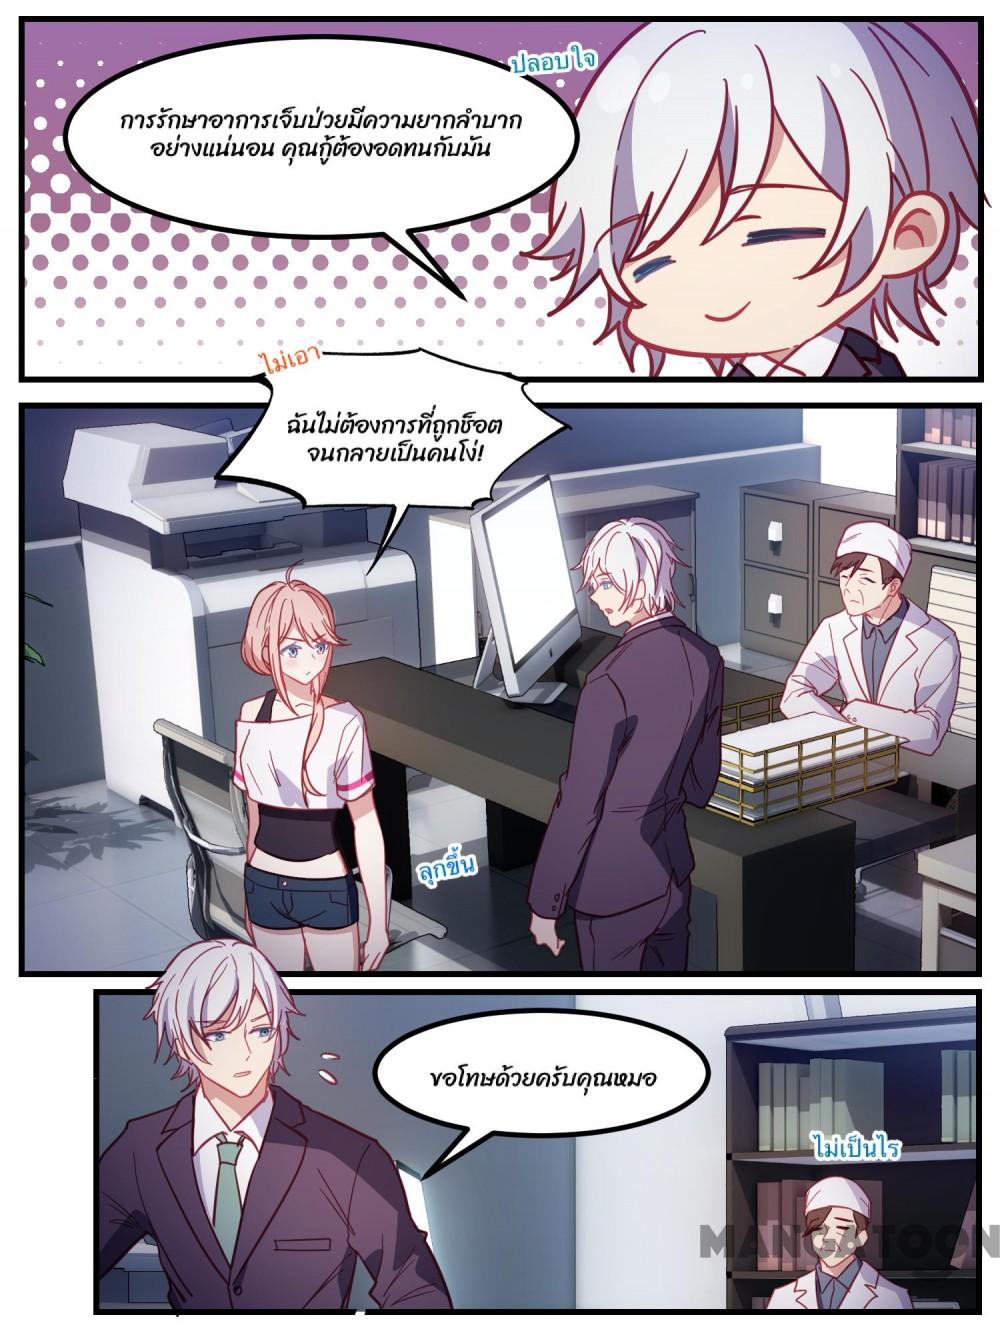 ปลอบใจ
การรักษาอาการเจ็บป่วยมีความยากลำบาก
อย่างแน่นอน คุณกู้ต้องอดทนกับมัน
ไม่เอา
ฉันไม่ต้องการที่ถูกช็อต
จนกลายเป็นคนโง่!
ลุกขึ้น
ขอโทษด้วยครับคุณหมอ
ไม่เป็นไร
MANGATOON